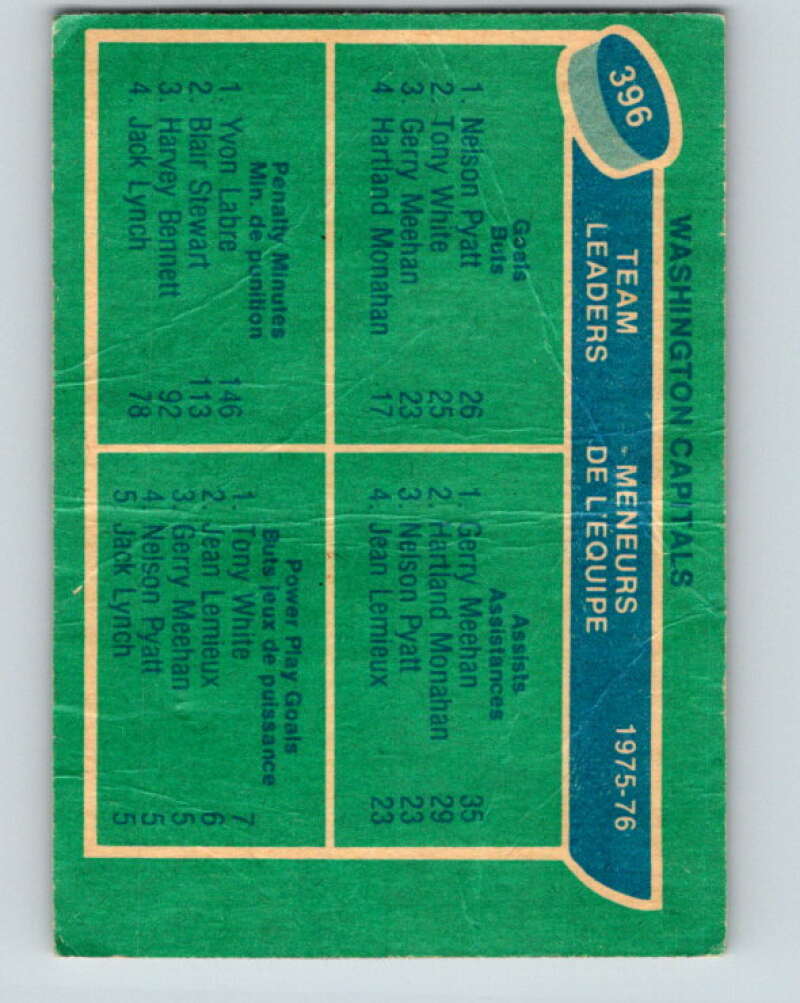 WASHINGTON CAPITALS
396
TEAM LEADERS
MENEURS DE L'EQUIPE
1975-76
Goals
Buts
1. Nelson Pyatt 26
2. Tony White 25
3. Gerry Meehan 23
4. Hartland Monahan 17
Assists
Assistances
1. Gerry Meehan 35
2. Hartland Monahan 29
3. Nelson Pyatt 23
4. Jean Lemieux 23
Penalty Minutes
Min. de punition
1. Yvon Labre 146
2. Blair Stewart 113
3. Harvey Bennett 92
4. Jack Lynch 78
Power Play Goals
Buts jeux de puissance
1. Tony White 7
2. Jean Lemieux 6
3. Gerry Meehan 5
4. Nelson Pyatt 5
5. Jack Lynch 5